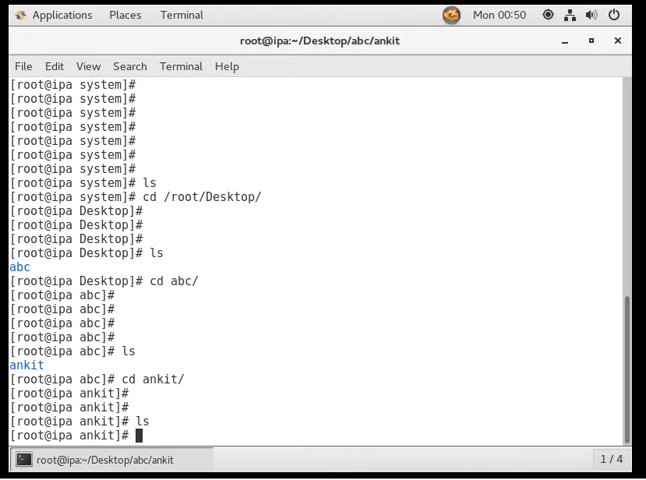 Applications Places Terminal Mon 00:50
root@ipa:~/Desktop/abc/ankit
File Edit View Search Terminal Help
[root@ipa system]#
[root@ipa system]#
[root@ipa system]#
[root@ipa system]#
[root@ipa system]#
[root@ipa system]#
[root@ipa system]#
[root@ipa system]# ls
[root@ipa system]# cd /root/Desktop/
[root@ipa Desktop]#
[root@ipa Desktop]#
[root@ipa Desktop]#
[root@ipa Desktop]# ls
abc
[root@ipa Desktop]# cd abc/
[root@ipa abc]#
[root@ipa abc]#
[root@ipa abc]#
[root@ipa abc]#
[root@ipa abc]# ls
ankit
[root@ipa abc]# cd ankit/
[root@ipa ankit]#
[root@ipa ankit]#
[root@ipa ankit]# ls
[root@ipa ankit]#
root@ipa:~/Desktop/abc/ankit 1 / 4